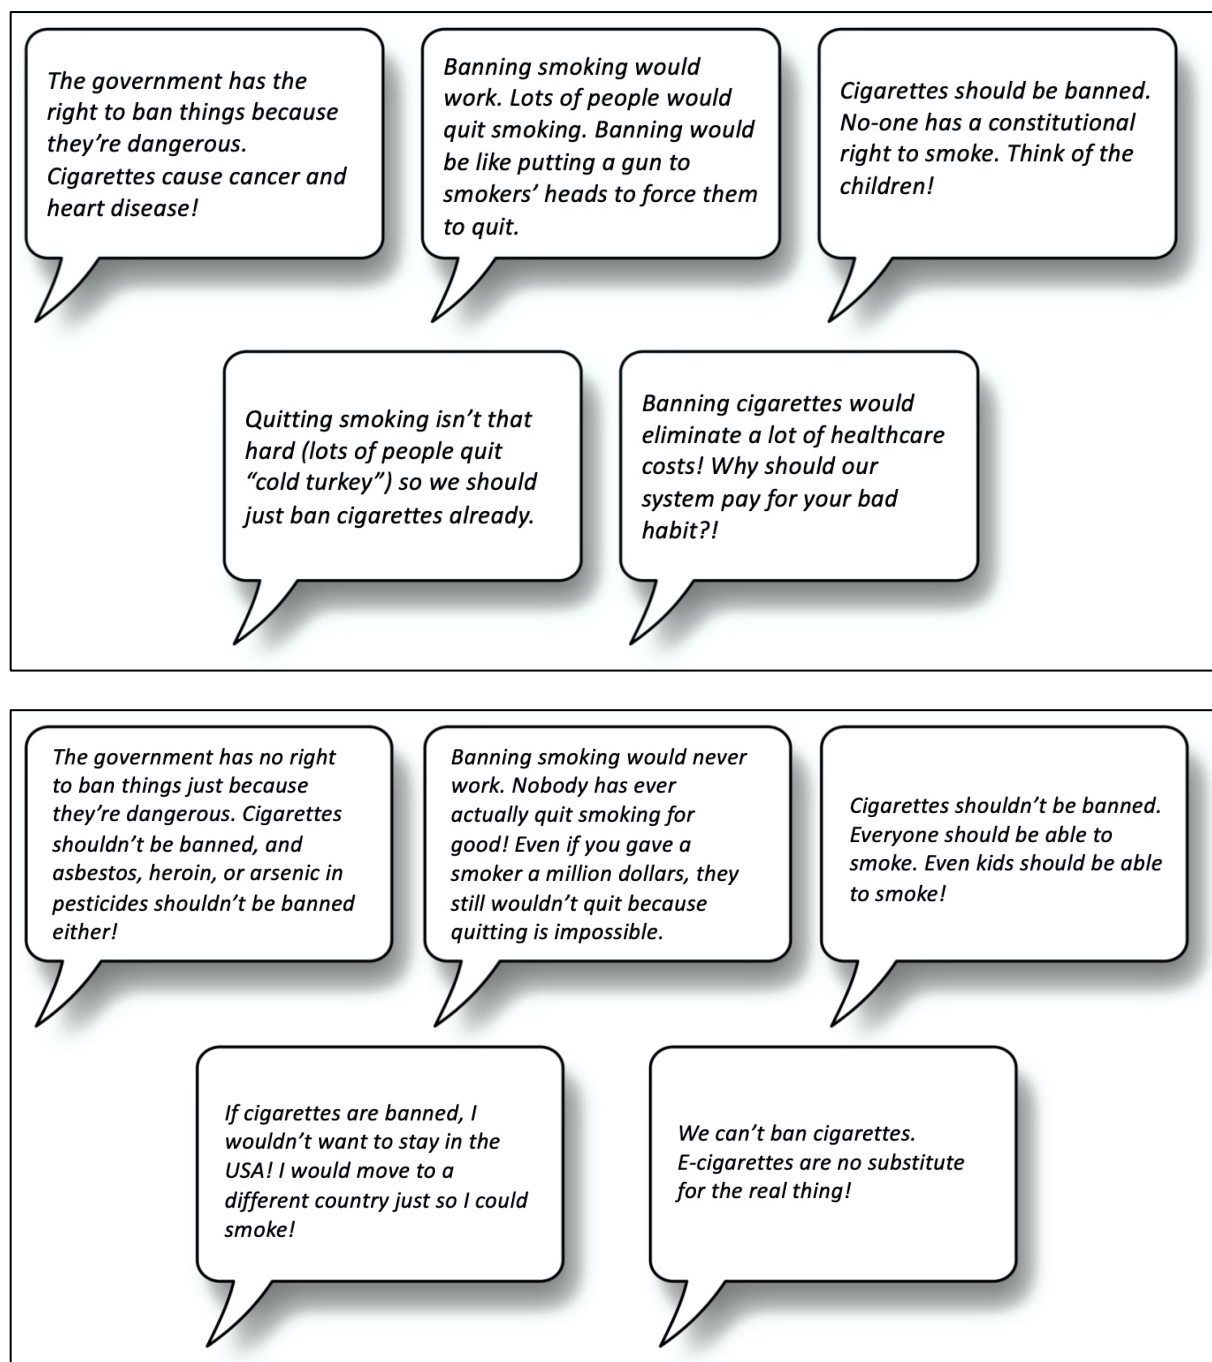 The government has the
right to ban things because
they're dangerous.
Cigarettes cause cancer and
heart disease!
Banning smoking would
work. Lots of people would
quit smoking. Banning would
be like putting a gun to
smokers' heads to force them
to quit.
Cigarettes should be banned.
No-one has a constitutional
right to smoke. Think of the
children!
Quitting smoking isn't that
hard (lots of people quit
“cold turkey”) so we should
just ban cigarettes already.
Banning cigarettes would
eliminate a lot of healthcare
costs! Why should our
system pay for your bad
habit?!
The government has no right
to ban things just because
they're dangerous. Cigarettes
shouldn't be banned, and
asbestos, heroin, or arsenic in
pesticides shouldn't be banned
either!
Banning smoking would never
work. Nobody has ever
actually quit smoking for
good! Even if you gave a
smoker a million dollars, they
still wouldn't quit because
quitting is impossible.
Cigarettes shouldn't be banned.
Everyone should be able to
smoke. Even kids should be able
to smoke!
If cigarettes are banned, I
wouldn't want to stay in the
USA! I would move to a
different country just so I could
smoke!
We can't ban cigarettes.
E-cigarettes are no substitute
for the real thing!